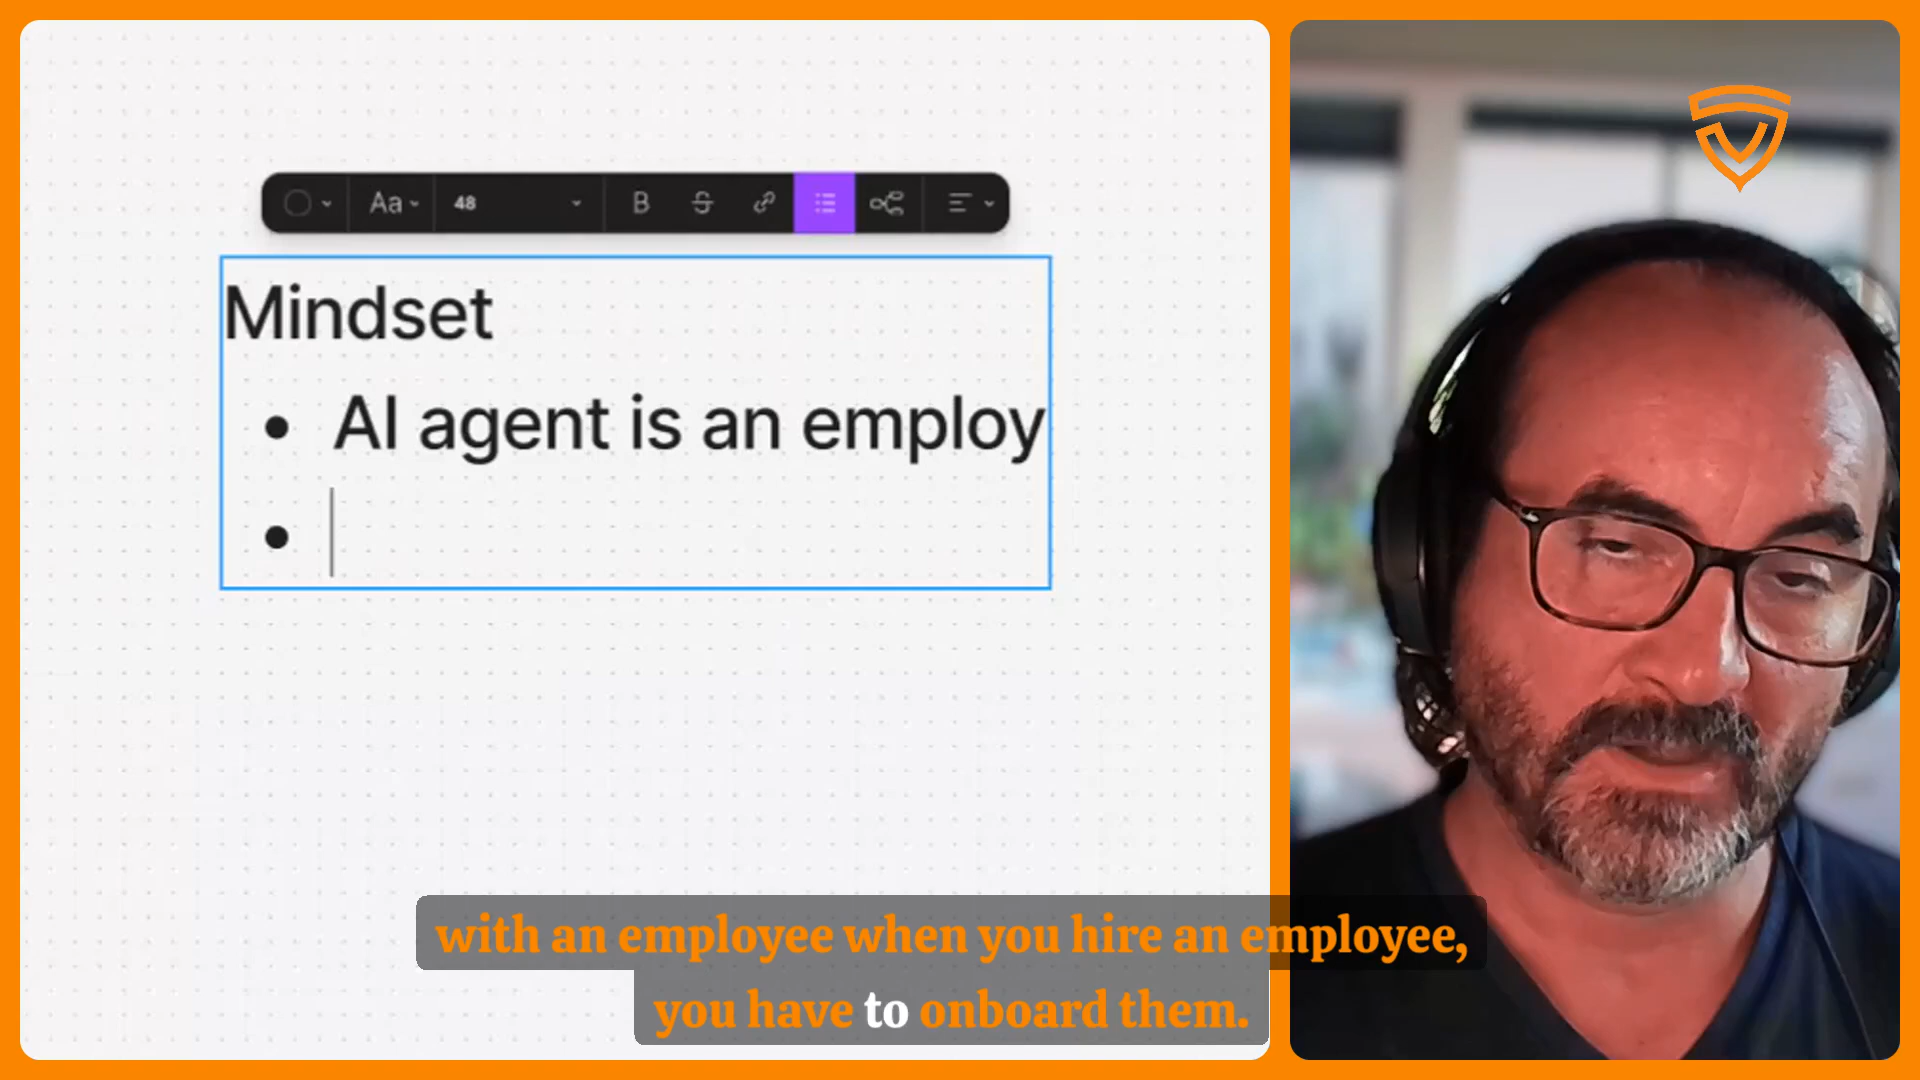 Aa 48 B S
Mindset
• AI agent is an employ
•
with an employee when you hire an employee,
you have to onboard them.